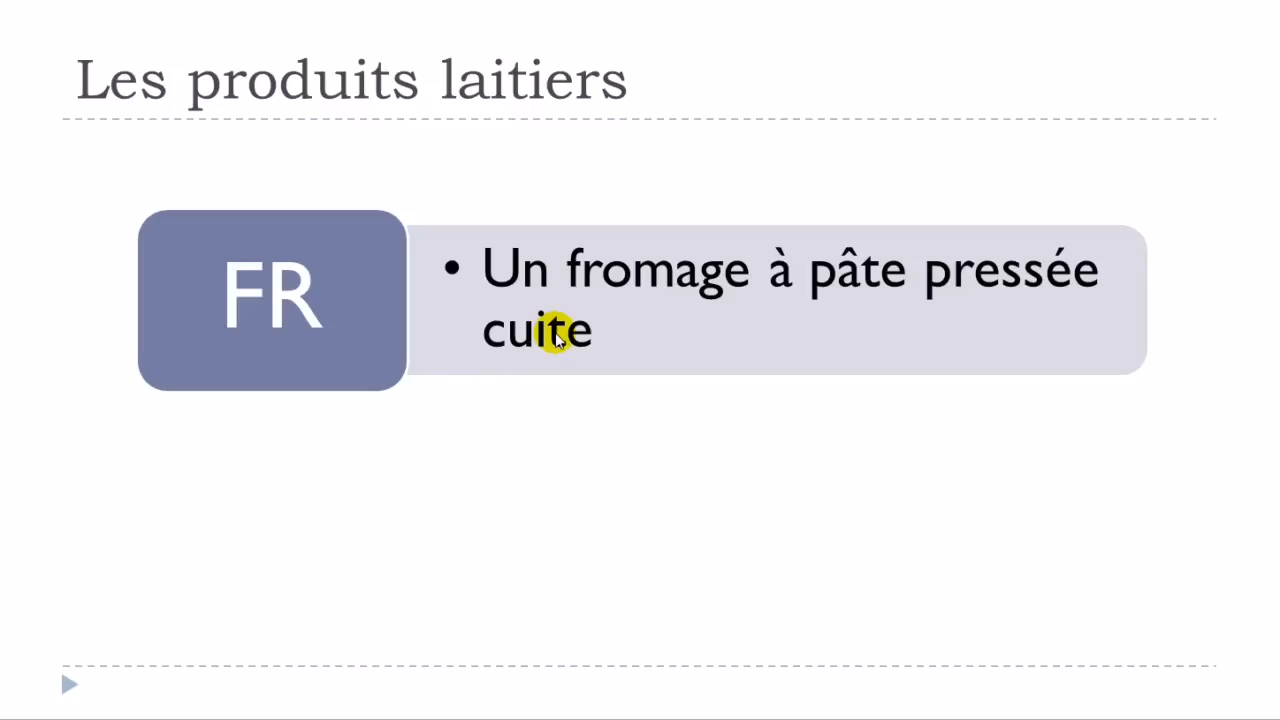 Les produits laitiers
FR
• Un fromage à pâte pressée
cuite